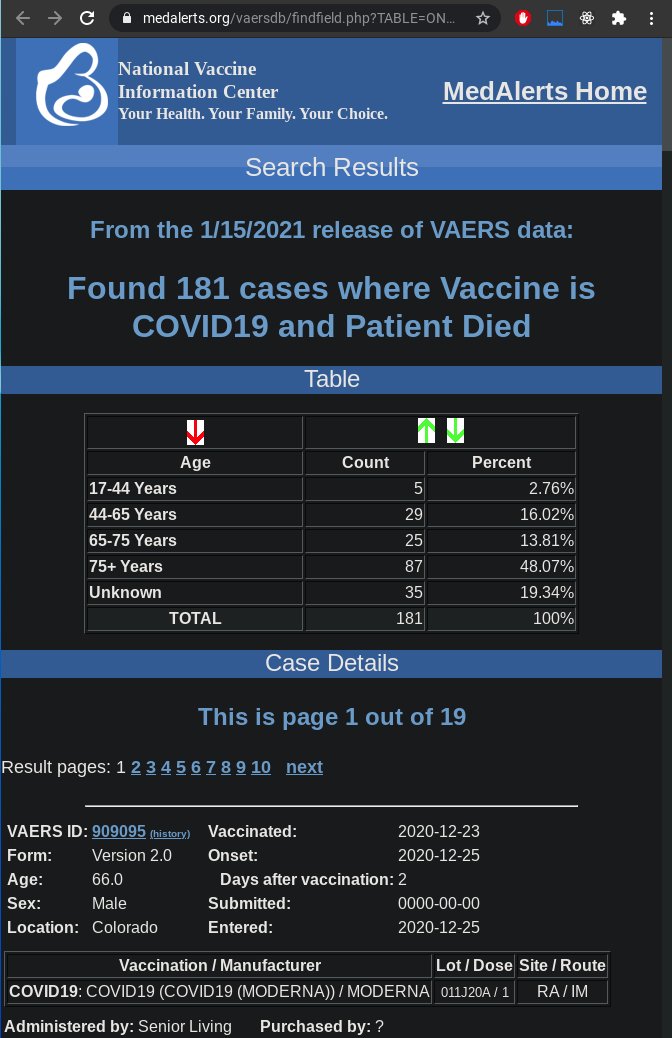 medalerts.org/vaersdb/findfield.php?TABLE=ON…
National Vaccine
Information Center
Your Health. Your Family. Your Choice.
MedAlerts Home
Search Results
From the 1/15/2021 release of VAERS data:
Found 181 cases where Vaccine is
COVID19 and Patient Died
Table
Age Count Percent
17-44 Years 5 2.76%
44-65 Years 29 16.02%
65-75 Years 25 13.81%
75+ Years 87 48.07%
Unknown 35 19.34%
TOTAL 181 100%
Case Details
This is page 1 out of 19
Result pages: 1 2 3 4 5 6 7 8 9 10 next
VAERS ID: 909095 (history) Vaccinated: 2020-12-23
Form: Version 2.0 Onset: 2020-12-25
Age: 66.0 Days after vaccination: 2
Sex: Male Submitted: 0000-00-00
Location: Colorado Entered: 2020-12-25
Vaccination / Manufacturer Lot / Dose Site / Route
COVID19: COVID19 (COVID19 (MODERNA)) / MODERNA 011J20A / 1 RA / IM
Administered by: Senior Living Purchased by: ?